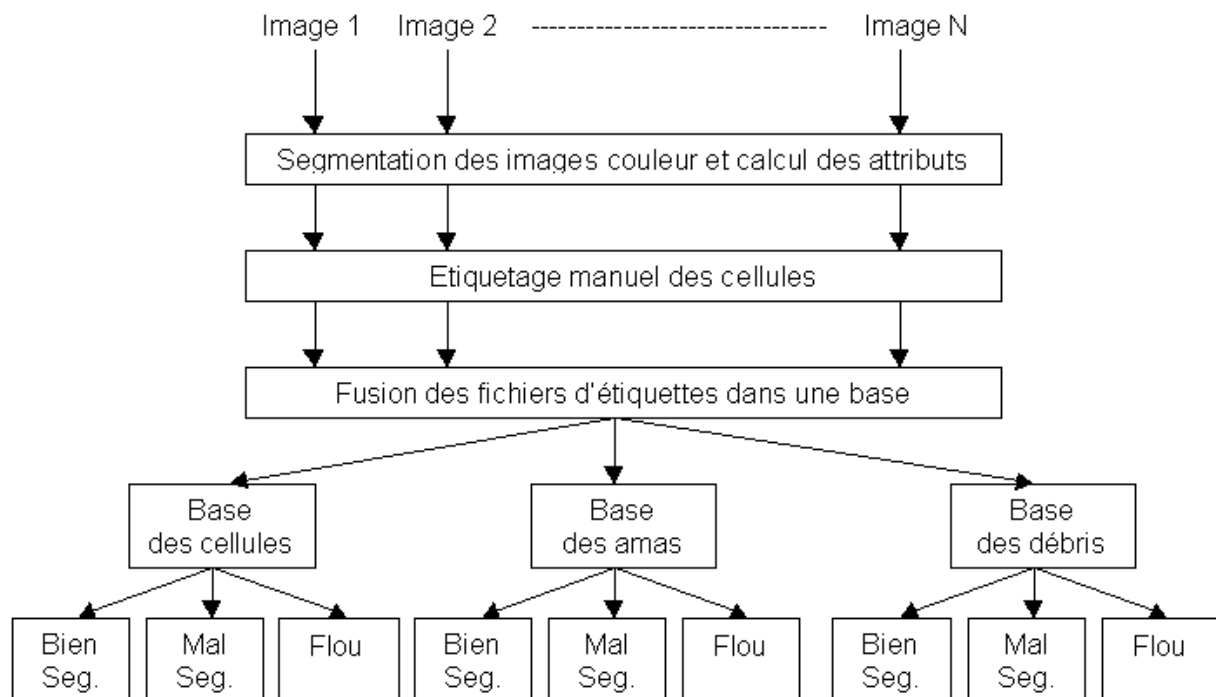 Image 1 Image 2 ------------------------------ Image N
Segmentation des images couleur et calcul des attributs
Etiquetage manuel des cellules
Fusion des fichiers d'étiquettes dans une base
Base
des cellules
Base
des amas
Base
des débris
Bien
Seg.
Mal
Seg.
Flou
Bien
Seg.
Mal
Seg.
Flou
Bien
Seg.
Mal
Seg.
Flou